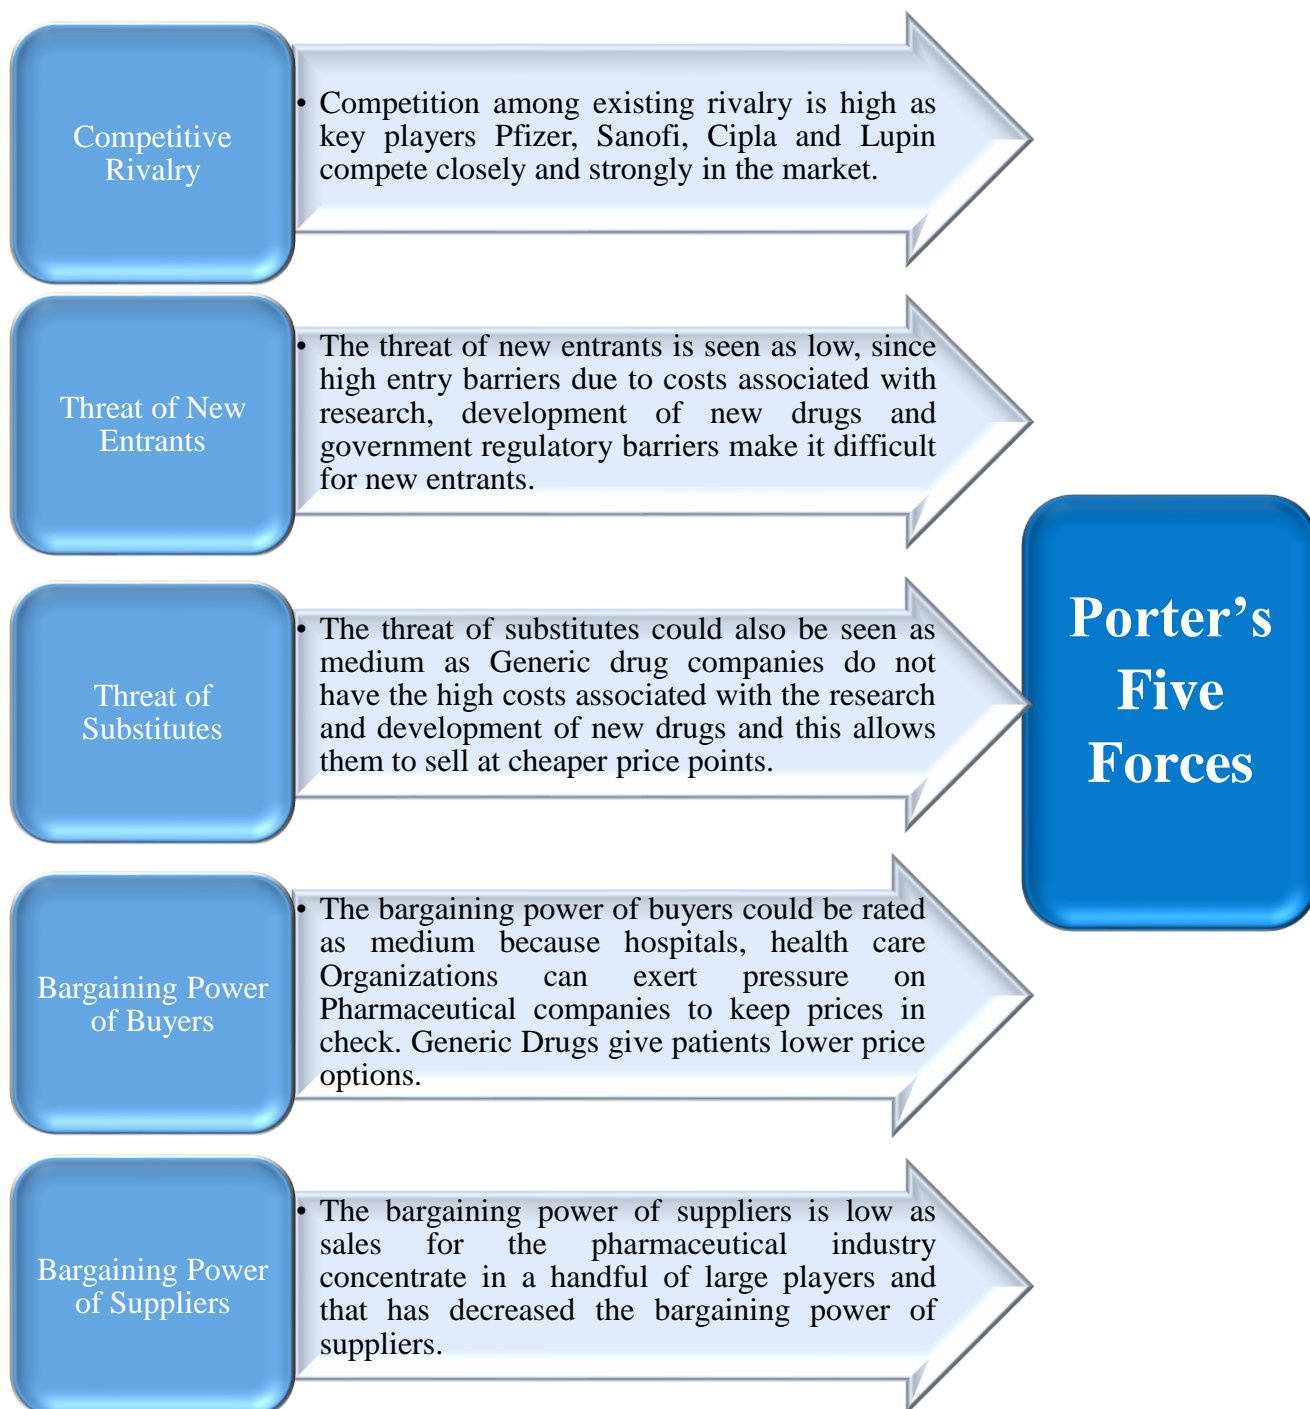 Competitive
Rivalry
• Competition among existing rivalry is high as
key players Pfizer, Sanofi, Cipla and Lupin
compete closely and strongly in the market.
Threat of New
Entrants
• The threat of new entrants is seen as low, since
high entry barriers due to costs associated with
research, development of new drugs and
government regulatory barriers make it difficult
for new entrants.
Threat of
Substitutes
• The threat of substitutes could also be seen as
medium as Generic drug companies do not
have the high costs associated with the research
and development of new drugs and this allows
them to sell at cheaper price points.
Bargaining Power
of Buyers
• The bargaining power of buyers could be rated
as medium because hospitals, health care
Organizations can exert pressure on
Pharmaceutical companies to keep prices in
check. Generic Drugs give patients lower price
options.
Bargaining Power
of Suppliers
• The bargaining power of suppliers is low as
sales for the pharmaceutical industry
concentrate in a handful of large players and
that has decreased the bargaining power of
suppliers.
Porter’s
Five
Forces